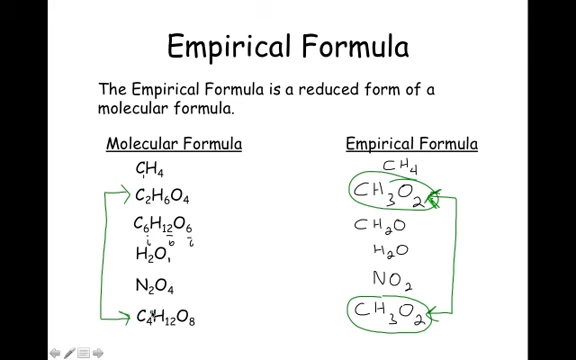 Empirical Formula
The Empirical Formula is a reduced form of a
molecular formula.
Molecular Formula Empirical Formula
CH₄ CH₄
C₂H₆O₄ CH₃O₂
C₆H₁₂O₆ CH₂O
H₂O₁ H₂O
N₂O₄ NO₂
C₄H₁₂O₈ CH₃O₂